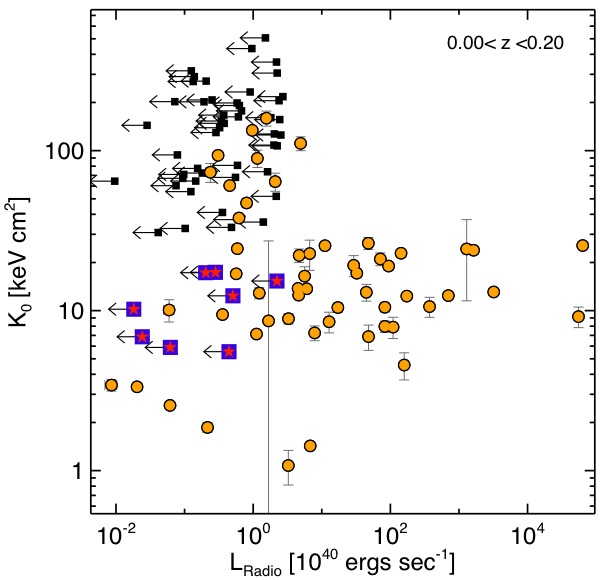 0.00< z <0.20
K₀ [keV cm²]
100
10
1
10⁻² 10⁰ 10² 10⁴
L_Radio [10⁴⁰ ergs sec⁻¹]